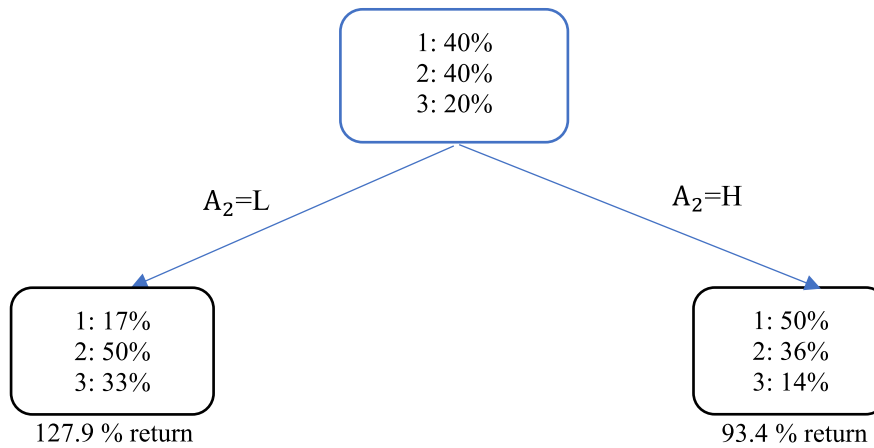 1: 40%
2: 40%
3: 20%
A₂=L
A₂=H
1: 17%
2: 50%
3: 33%
127.9 % return
1: 50%
2: 36%
3: 14%
93.4 % return